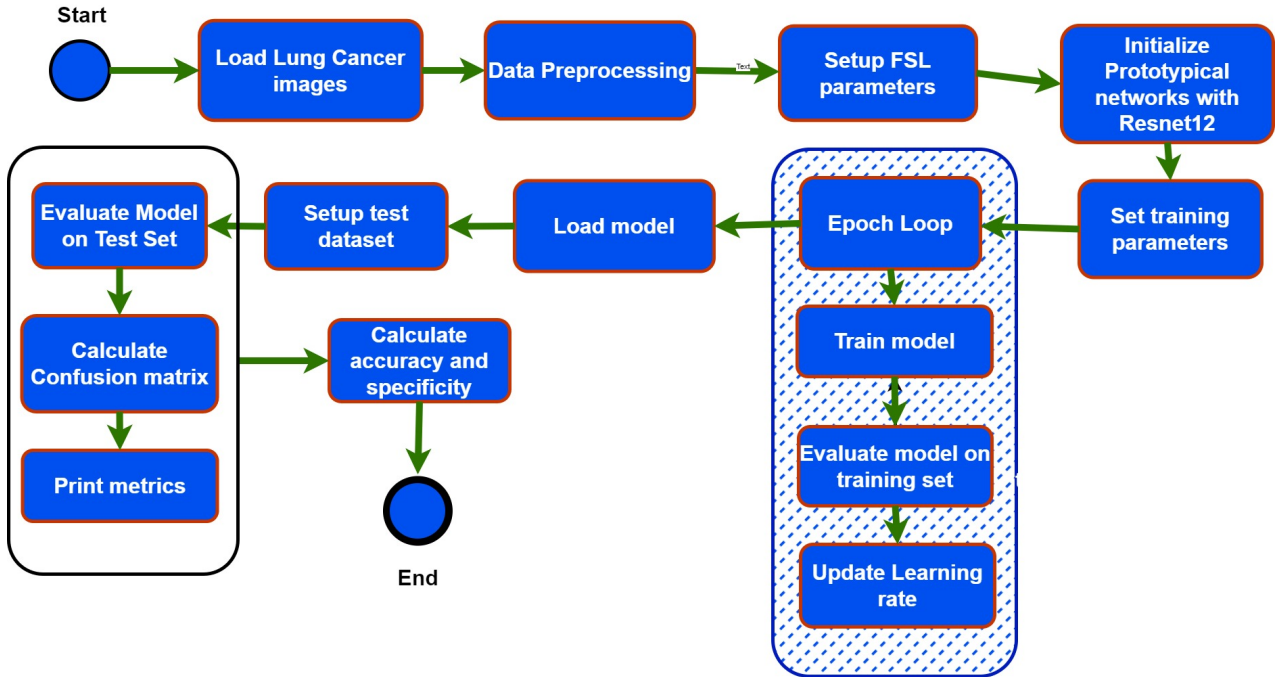 Start
Load Lung Cancer
images
Data Preprocessing
Text
Setup FSL
parameters
Initialize
Prototypical
networks with
Resnet12
Evaluate Model
on Test Set
Setup test
dataset
Load model
Epoch Loop
Set training
parameters
Calculate
Confusion matrix
Calculate
accuracy and
specificity
Train model
Print metrics
Evaluate model on
training set
End
Update Learning
rate